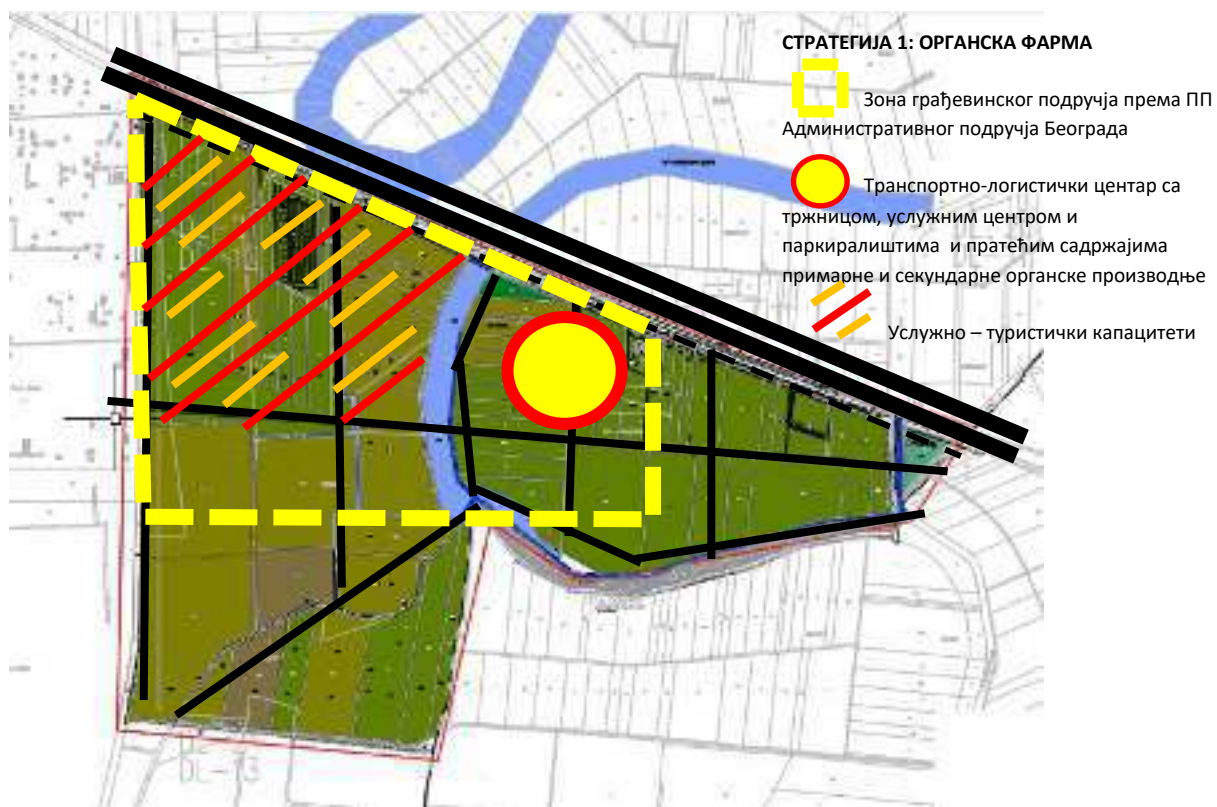 СТРАТЕГИЈА 1: ОРГАНСКА ФАРМА
Зона грађевинског подручја према ПП
Административног подручја Београда
Транспортно-логистички центар са
тржницом, услужним центром и
паркиралиштима и пратећим садржајима
примарне и секундарне органске производње
Услужно – туристички капацитети